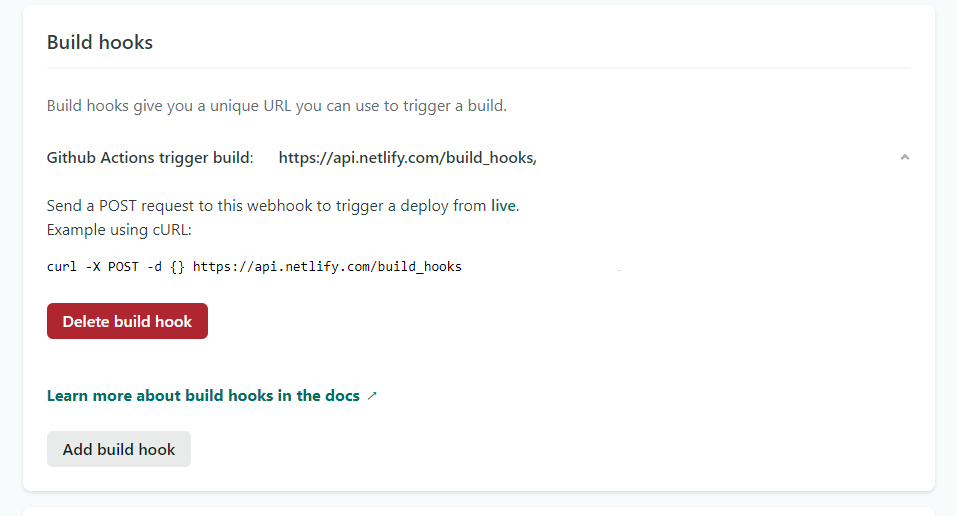 Build hooks
Build hooks give you a unique URL you can use to trigger a build.
Github Actions trigger build: https://api.netlify.com/build_hooks,
Send a POST request to this webhook to trigger a deploy from live.
Example using cURL:
curl -X POST -d {} https://api.netlify.com/build_hooks
Delete build hook
Learn more about build hooks in the docs ↗
Add build hook